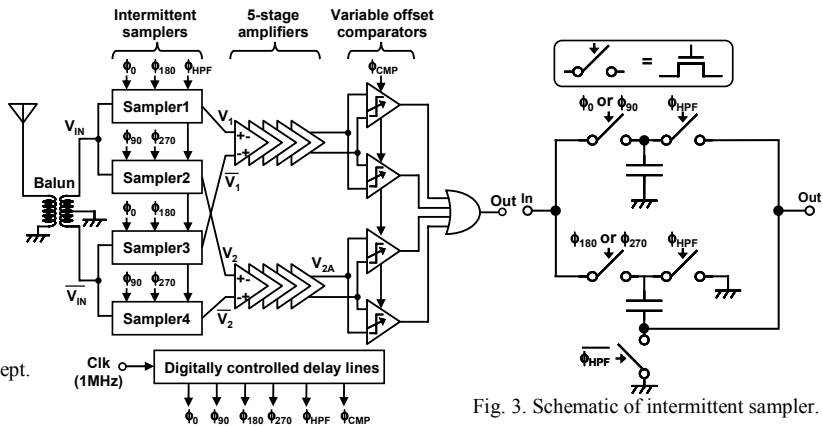 Intermittent samplers
5-stage amplifiers
Variable offset comparators
ϕ0 ϕ180 ϕHPF
Sampler1
ϕ90 ϕ270
Sampler2
ϕ0 ϕ180
Sampler3
ϕ90 ϕ270
Sampler4
VIN
Balun
V̅I̅N̅
V1
V̅1
V2
V̅2
+-
-+
+-
-+
V2A
ϕCMP
Out
Clk
(1MHz)
Digitally controlled delay lines
ϕ0 ϕ90 ϕ180 ϕ270 ϕHPF ϕCMP
ept.
=
ϕ0 or ϕ90
ϕHPF
In
Out
ϕ180 or ϕ270
ϕHPF
ϕ̅H̅P̅F̅
Fig. 3. Schematic of intermittent sampler.